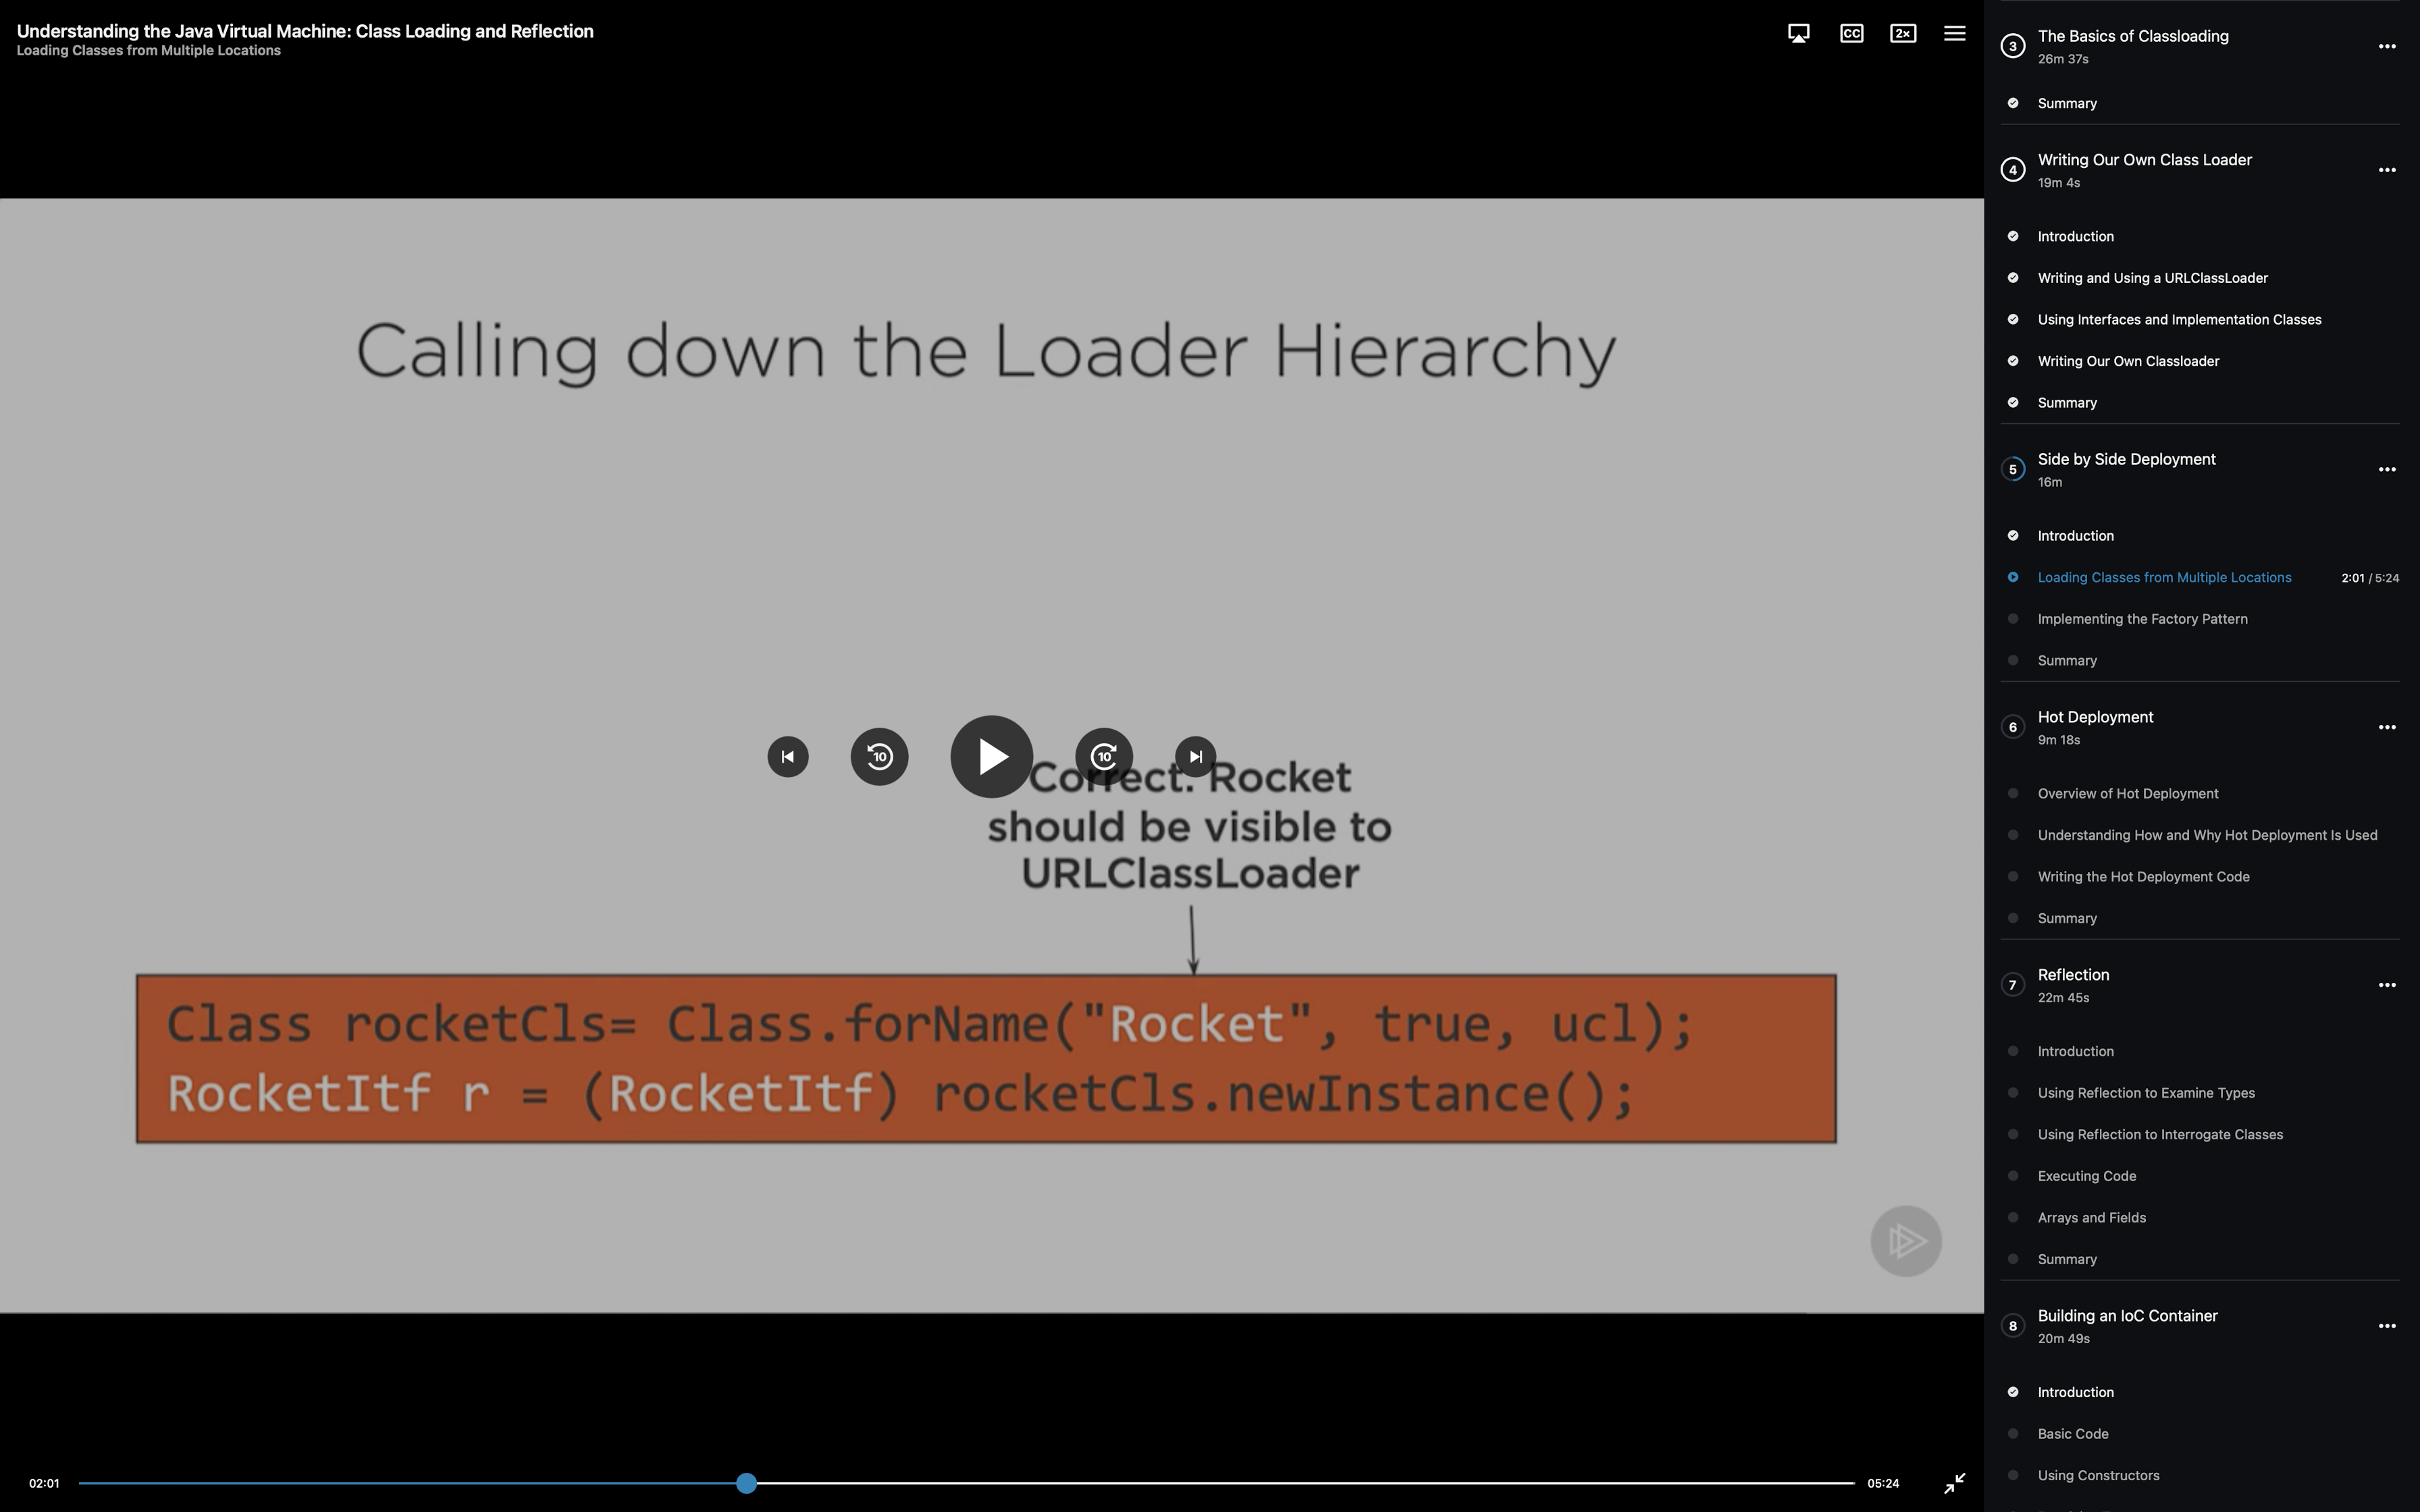 Understanding the Java Virtual Machine: Class Loading and Reflection
Loading Classes from Multiple Locations
CC
2×
Calling down the Loader Hierarchy
10
10
Correct: Rocket
should be visible to
URLClassLoader
Class rocketCls= Class.forName("Rocket", true, ucl);
RocketItf r = (RocketItf) rocketCls.newInstance();
02:01
05:24
3
The Basics of Classloading
26m 37s
Summary
4
Writing Our Own Class Loader
19m 4s
Introduction
Writing and Using a URLClassLoader
Using Interfaces and Implementation Classes
Writing Our Own Classloader
Summary
5
Side by Side Deployment
16m
Introduction
Loading Classes from Multiple Locations 2:01 / 5:24
Implementing the Factory Pattern
Summary
6
Hot Deployment
9m 18s
Overview of Hot Deployment
Understanding How and Why Hot Deployment Is Used
Writing the Hot Deployment Code
Summary
7
Reflection
22m 45s
Introduction
Using Reflection to Examine Types
Using Reflection to Interrogate Classes
Executing Code
Arrays and Fields
Summary
8
Building an IoC Container
20m 49s
Introduction
Basic Code
Using Constructors